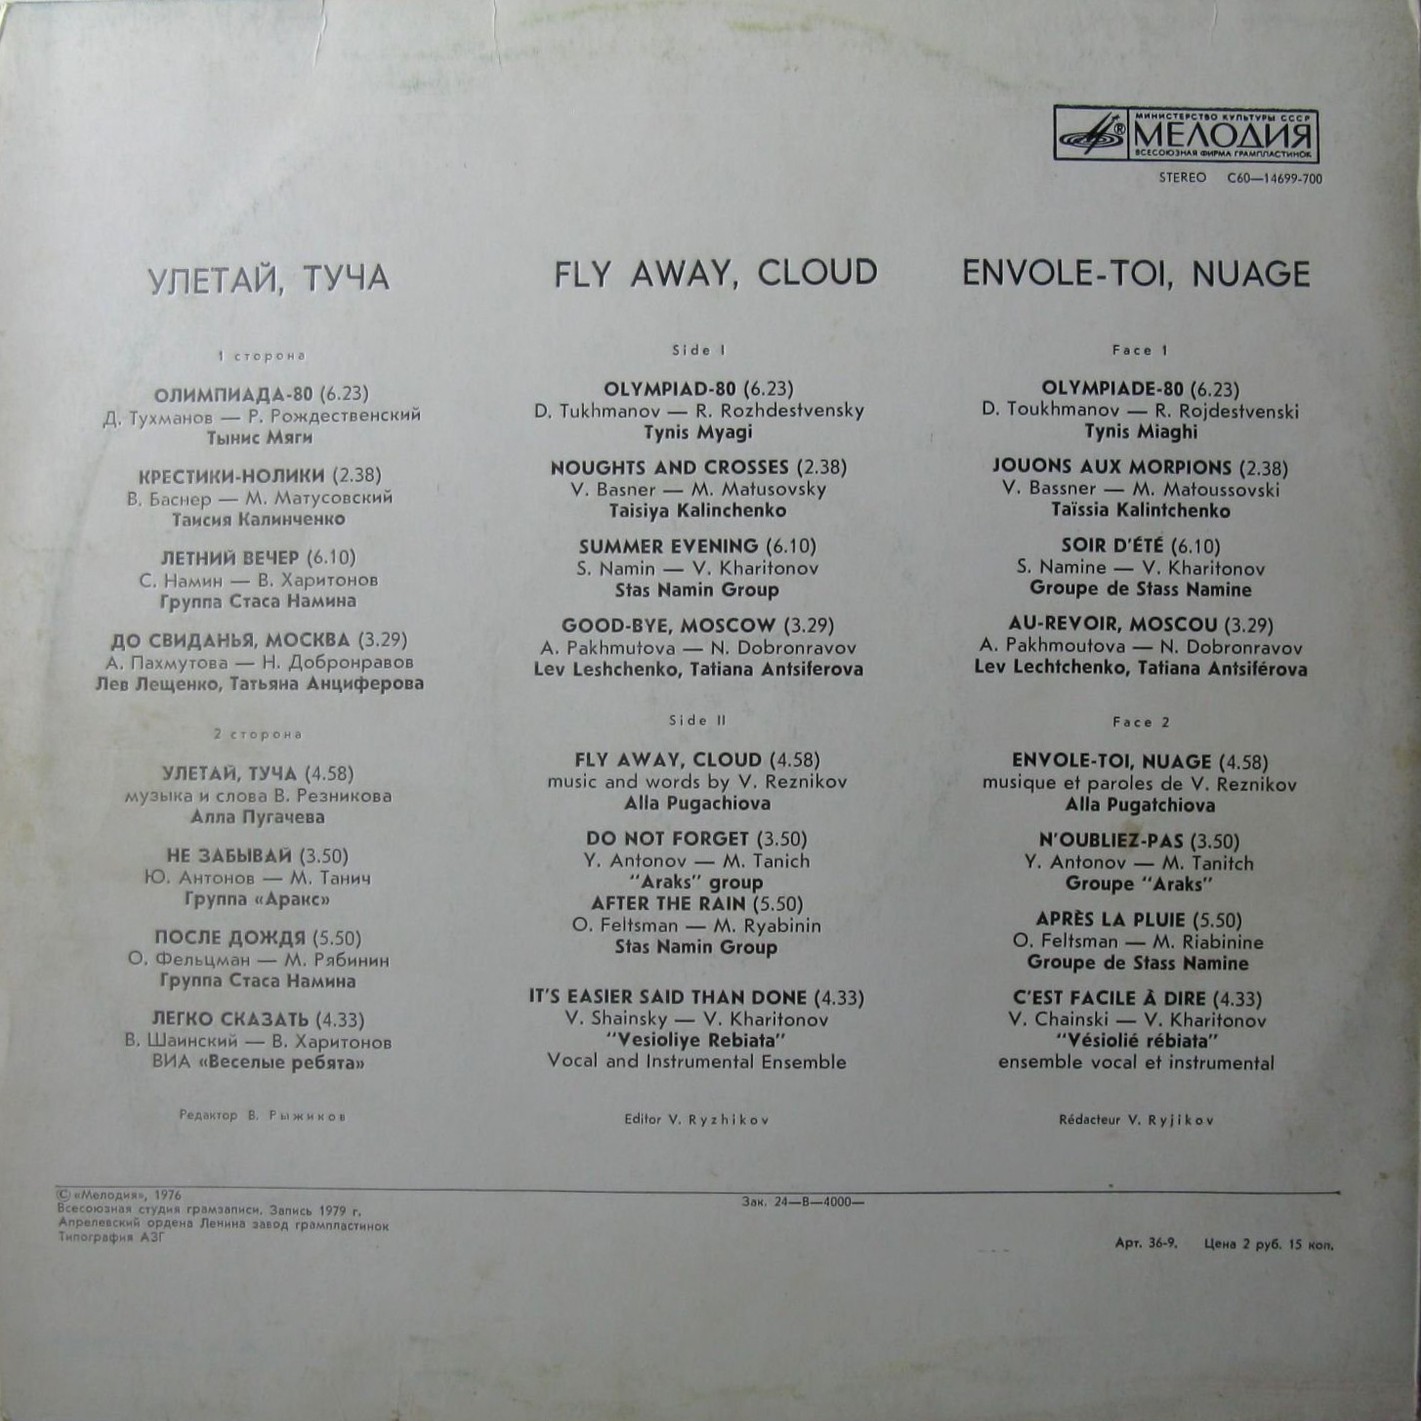 МИНИСТЕРСТВО КУЛЬТУРЫ СССР
МЕЛОДИЯ
ВСЕСОЮЗНАЯ ФИРМА ГРАМПЛАСТИНОК
STEREO С60—14699-700
УЛЕТАЙ, ТУЧА
1 сторона
ОЛИМПИАДА-80 (6.23)
Д. Тухманов — Р. Рождественский
Тынис Мяги
КРЕСТИКИ-НОЛИКИ (2.38)
В. Баснер — М. Матусовский
Таисия Калинченко
ЛЕТНИЙ ВЕЧЕР (6.10)
С. Намин — В. Харитонов
Группа Стаса Намина
ДО СВИДАНЬЯ, МОСКВА (3.29)
А. Пахмутова — Н. Добронравов
Лев Лещенко, Татьяна Анциферова
2 сторона
УЛЕТАЙ, ТУЧА (4.58)
музыка и слова В. Резникова
Алла Пугачева
НЕ ЗАБЫВАЙ (3.50)
Ю. Антонов — М. Танич
Группа «Аракс»
ПОСЛЕ ДОЖДЯ (5.50)
О. Фельцман — М. Рябинин
Группа Стаса Намина
ЛЕГКО СКАЗАТЬ (4.33)
В. Шаинский — В. Харитонов
ВИА «Веселые ребята»
Редактор В. Рыжиков
FLY AWAY, CLOUD
Side I
OLYMPIAD-80 (6.23)
D. Tukhmanov — R. Rozhdestvensky
Tynis Myagi
NOUGHTS AND CROSSES (2.38)
V. Basner — M. Matusovsky
Taisiya Kalinchenko
SUMMER EVENING (6.10)
S. Namin — V. Kharitonov
Stas Namin Group
GOOD-BYE, MOSCOW (3.29)
A. Pakhmutova — N. Dobronravov
Lev Leshchenko, Tatiana Antsiferova
Side II
FLY AWAY, CLOUD (4.58)
music and words by V. Reznikov
Alla Pugachiova
DO NOT FORGET (3.50)
Y. Antonov — M. Tanich
"Araks" group
AFTER THE RAIN (5.50)
O. Feltsman — M. Ryabinin
Stas Namin Group
IT'S EASIER SAID THAN DONE (4.33)
V. Shainsky — V. Kharitonov
"Vesioliye Rebiata"
Vocal and Instrumental Ensemble
Editor V. Ryzhikov
ENVOLE-TOI, NUAGE
Face 1
OLYMPIADE-80 (6.23)
D. Toukhmanov — R. Rojdestvenski
Tynis Miaghi
JOUONS AUX MORPIONS (2.38)
V. Bassner — M. Matoussovski
Taïssia Kalintchenko
SOIR D'ÉTÉ (6.10)
S. Namine — V. Kharitonov
Groupe de Stass Namine
AU-REVOIR, MOSCOU (3.29)
A. Pakhmoutova — N. Dobronravov
Lev Lechtchenko, Tatiana Antsiférova
Face 2
ENVOLE-TOI, NUAGE (4.58)
musique et paroles de V. Reznikov
Alla Pugatchiova
N'OUBLIEZ-PAS (3.50)
Y. Antonov — M. Tanitch
Groupe "Araks"
APRÈS LA PLUIE (5.50)
O. Feltsman — M. Riabinine
Groupe de Stass Namine
C'EST FACILE À DIRE (4.33)
V. Chainski — V. Kharitonov
"Vésiolié rébiata"
ensemble vocal et instrumental
Rédacteur V. Ryjikov
© «Мелодия», 1976
Всесоюзная студия грамзаписи. Запись 1979 г.
Апрелевский ордена Ленина завод грампластинок
Типография АЗГ
Зак. 24—В—4000—
Арт. 36-9. Цена 2 руб. 15 коп.